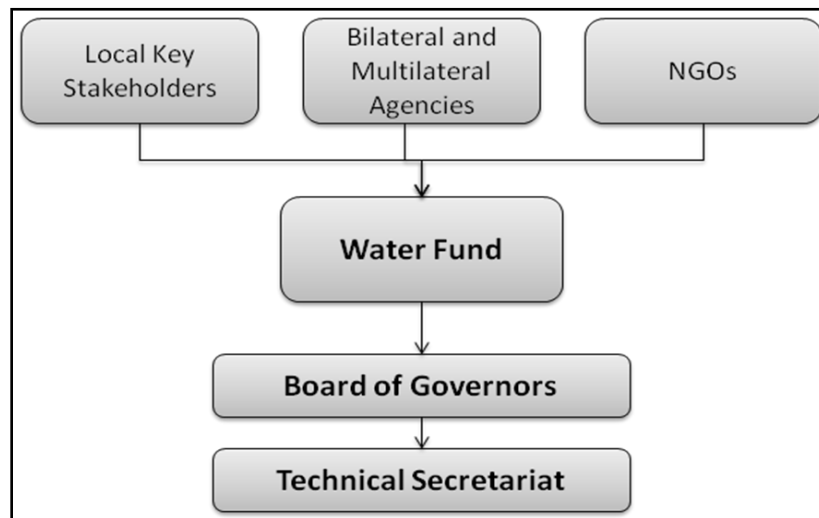 Local Key
Stakeholders
Bilateral and
Multilateral
Agencies
NGOs
Water Fund
Board of Governors
Technical Secretariat